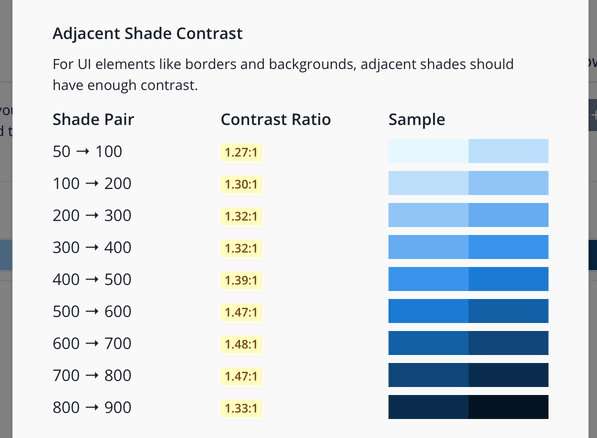 Adjacent Shade Contrast
For UI elements like borders and backgrounds, adjacent shades should
have enough contrast.
Shade Pair Contrast Ratio Sample
50 → 100 1.27:1
100 → 200 1.30:1
200 → 300 1.32:1
300 → 400 1.32:1
400 → 500 1.39:1
500 → 600 1.47:1
600 → 700 1.48:1
700 → 800 1.47:1
800 → 900 1.33:1